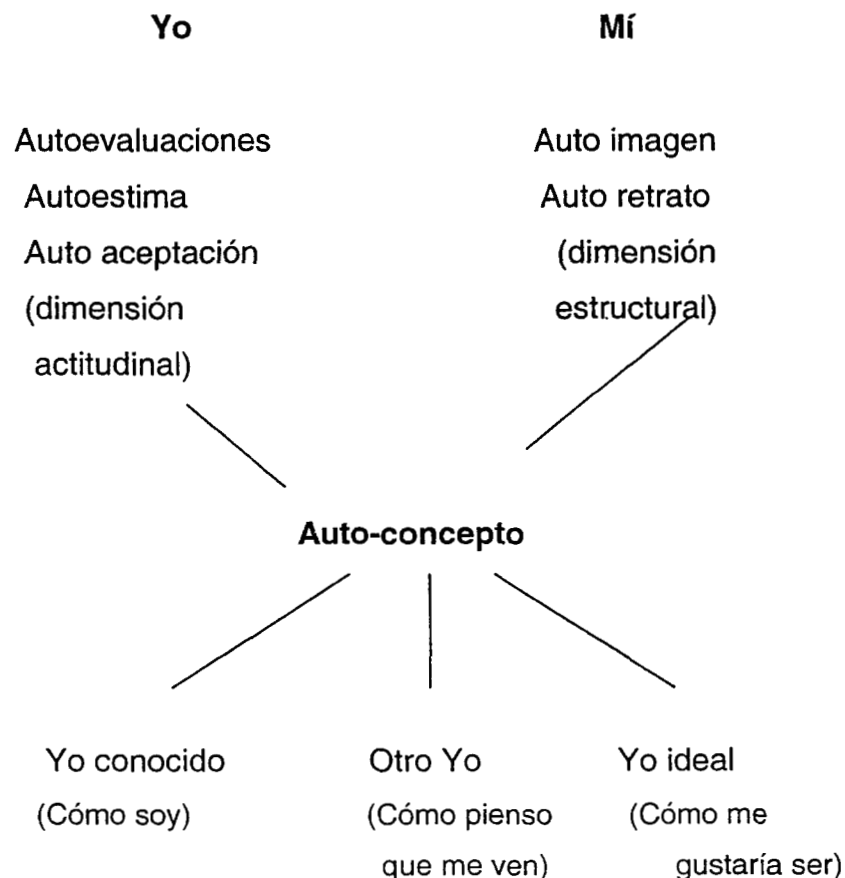 Yo
Mí
Autoevaluaciones
Autoestima
Auto aceptación
(dimensión
actitudinal)
Auto imagen
Auto retrato
(dimensión
estructural)
Auto-concepto
Yo conocido
(Cómo soy)
Otro Yo
(Cómo pienso
que me ven)
Yo ideal
(Cómo me
gustaría ser)